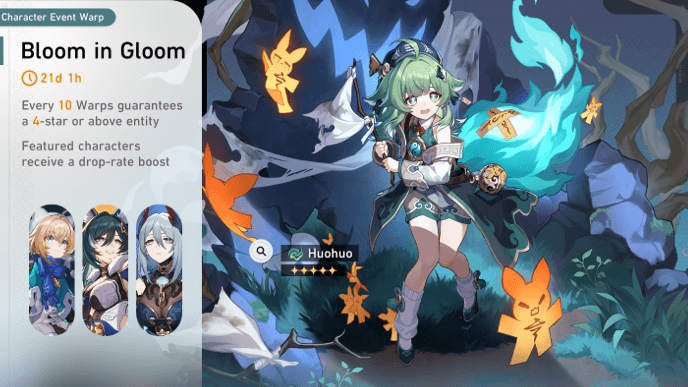 Character Event Warp
Bloom in Gloom
21d 1h
Every 10 Warps guarantees
a 4-star or above entity
Featured characters
receive a drop-rate boost
Huohuo